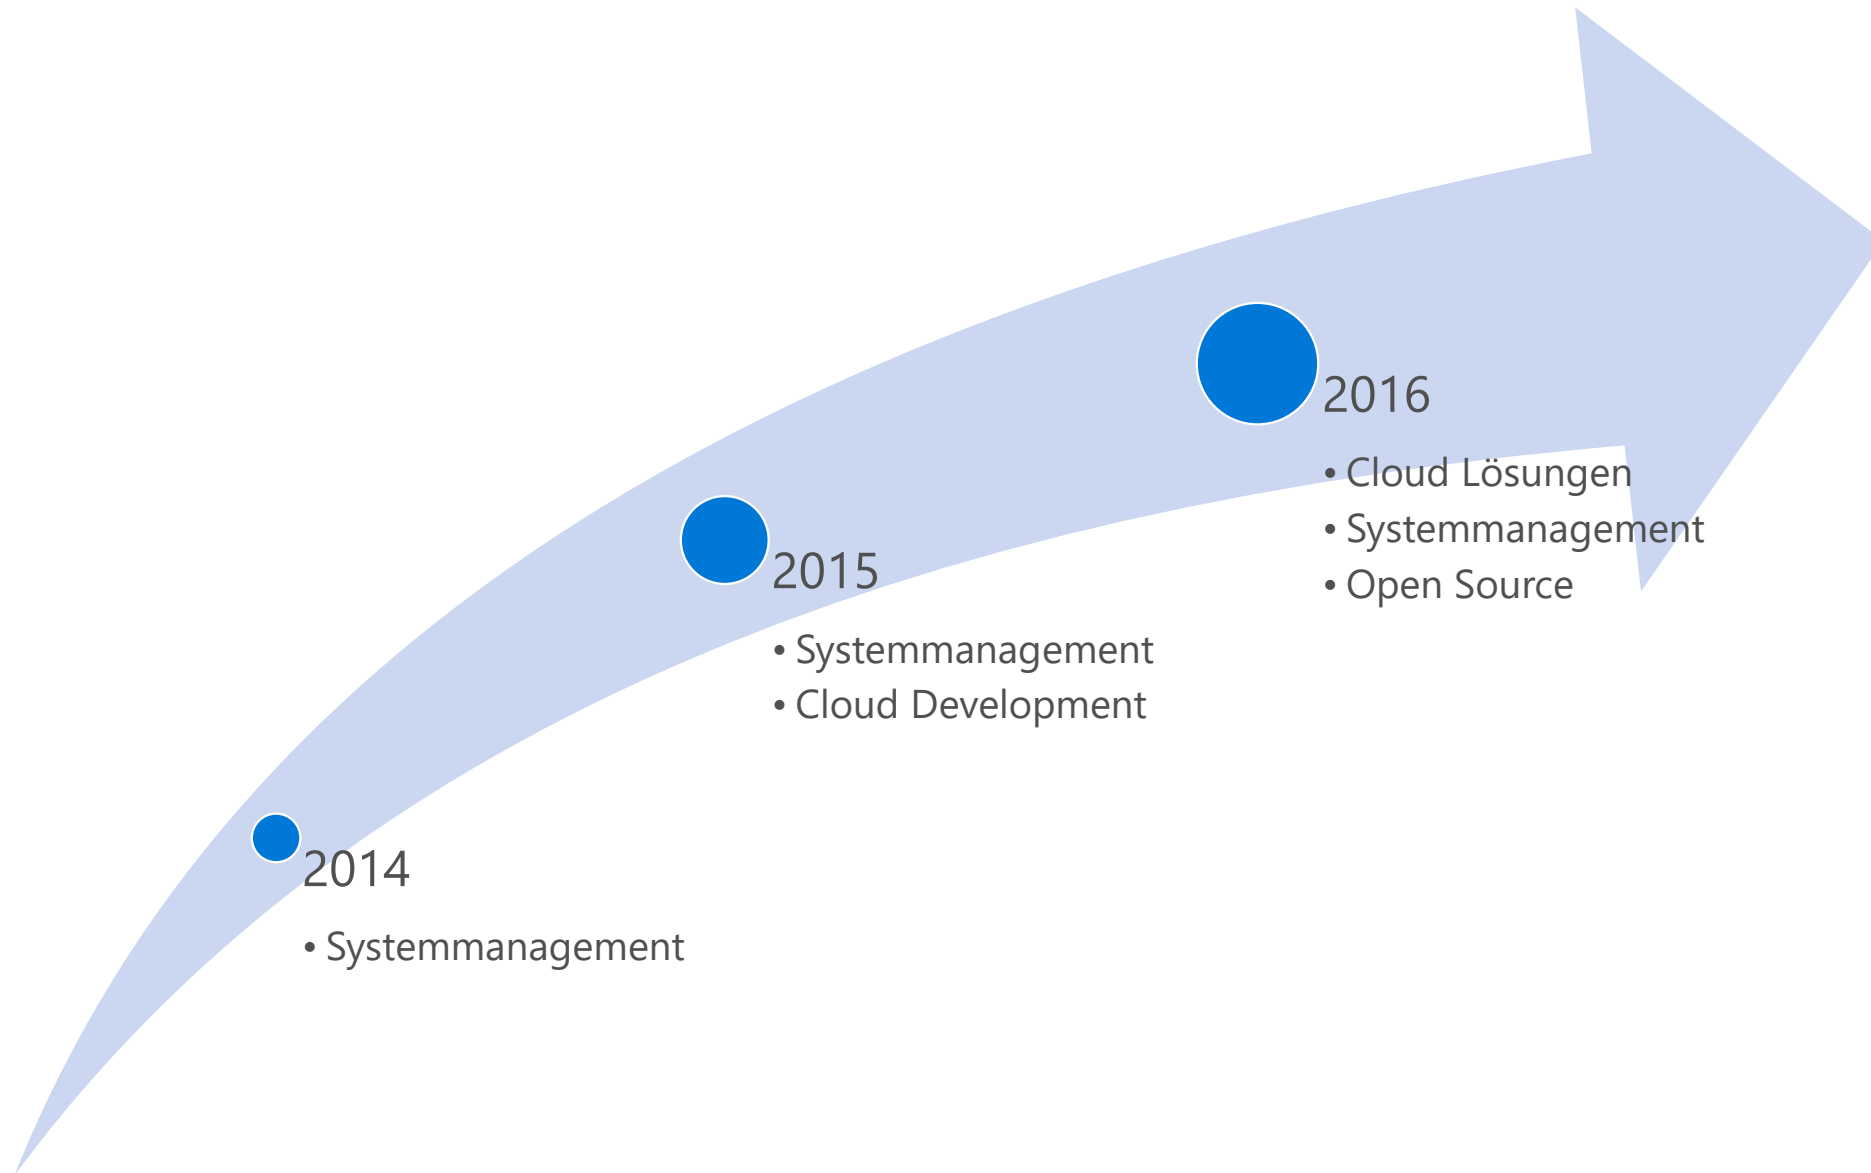 2014
• Systemmanagement
2015
• Systemmanagement
• Cloud Development
2016
• Cloud Lösungen
• Systemmanagement
• Open Source